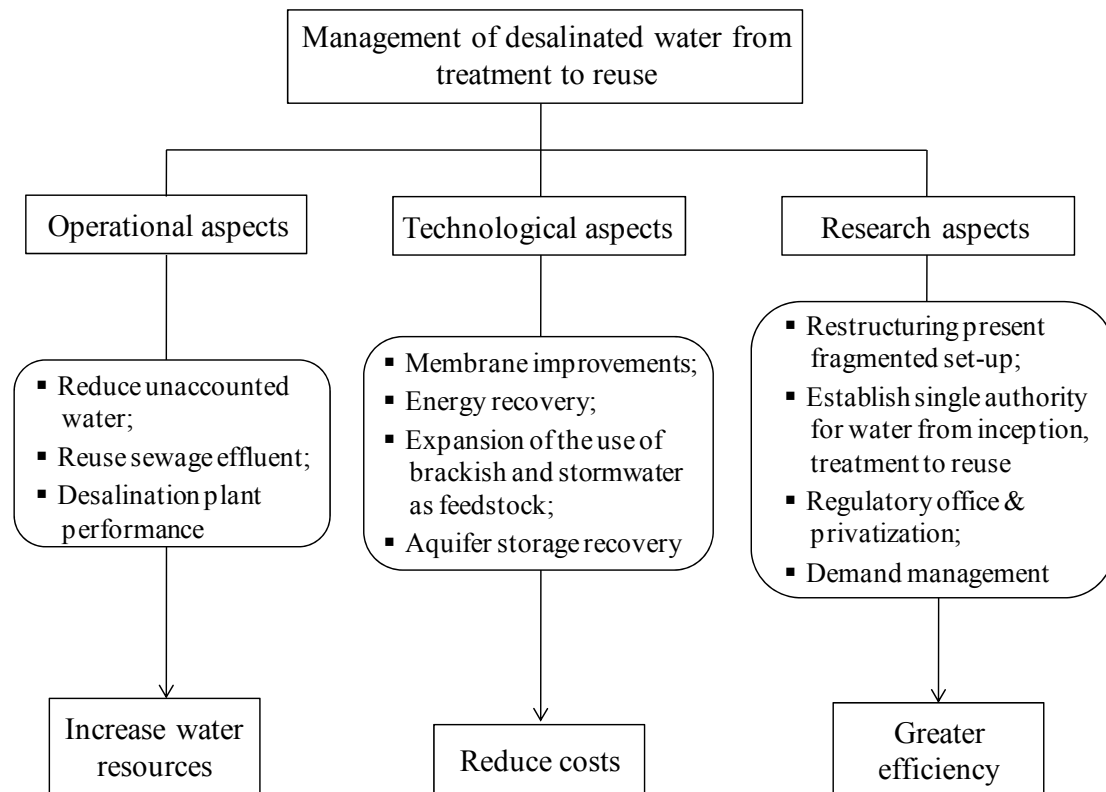 Management of desalinated water from
treatment to reuse
Operational aspects
Technological aspects
Research aspects
▪ Reduce unaccounted
water;
▪ Reuse sewage effluent;
▪ Desalination plant
performance
▪ Membrane improvements;
▪ Energy recovery;
▪ Expansion of the use of
brackish and stormwater
as feedstock;
▪ Aquifer storage recovery
▪ Restructuring present
fragmented set-up;
▪ Establish single authority
for water from inception,
treatment to reuse
▪ Regulatory office &
privatization;
▪ Demand management
Increase water
resources
Reduce costs
Greater
efficiency